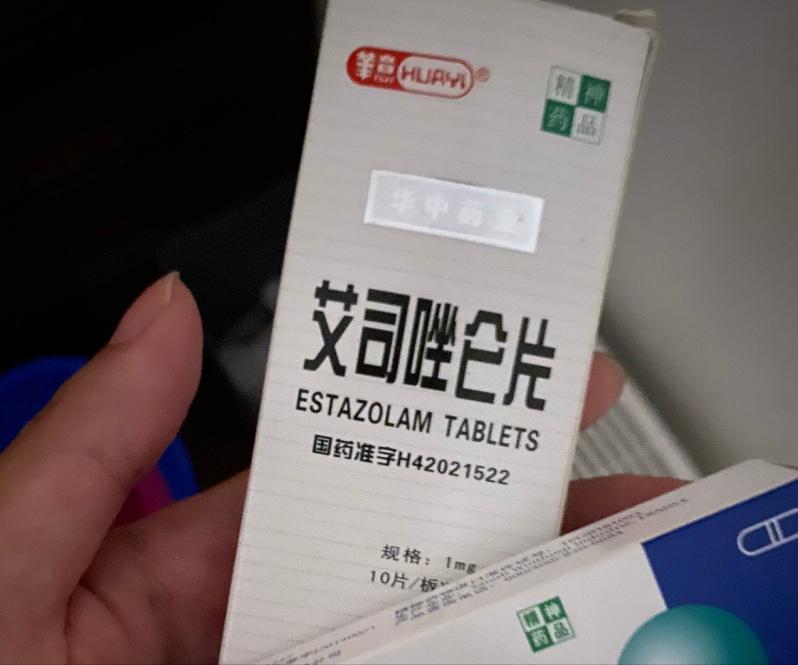 華意 HUAYI®
精神
药品
华中药业
艾司唑仑片
ESTAZOLAM TABLETS
国药准字H42021522
规格：1mg
10片/板
精神
药品